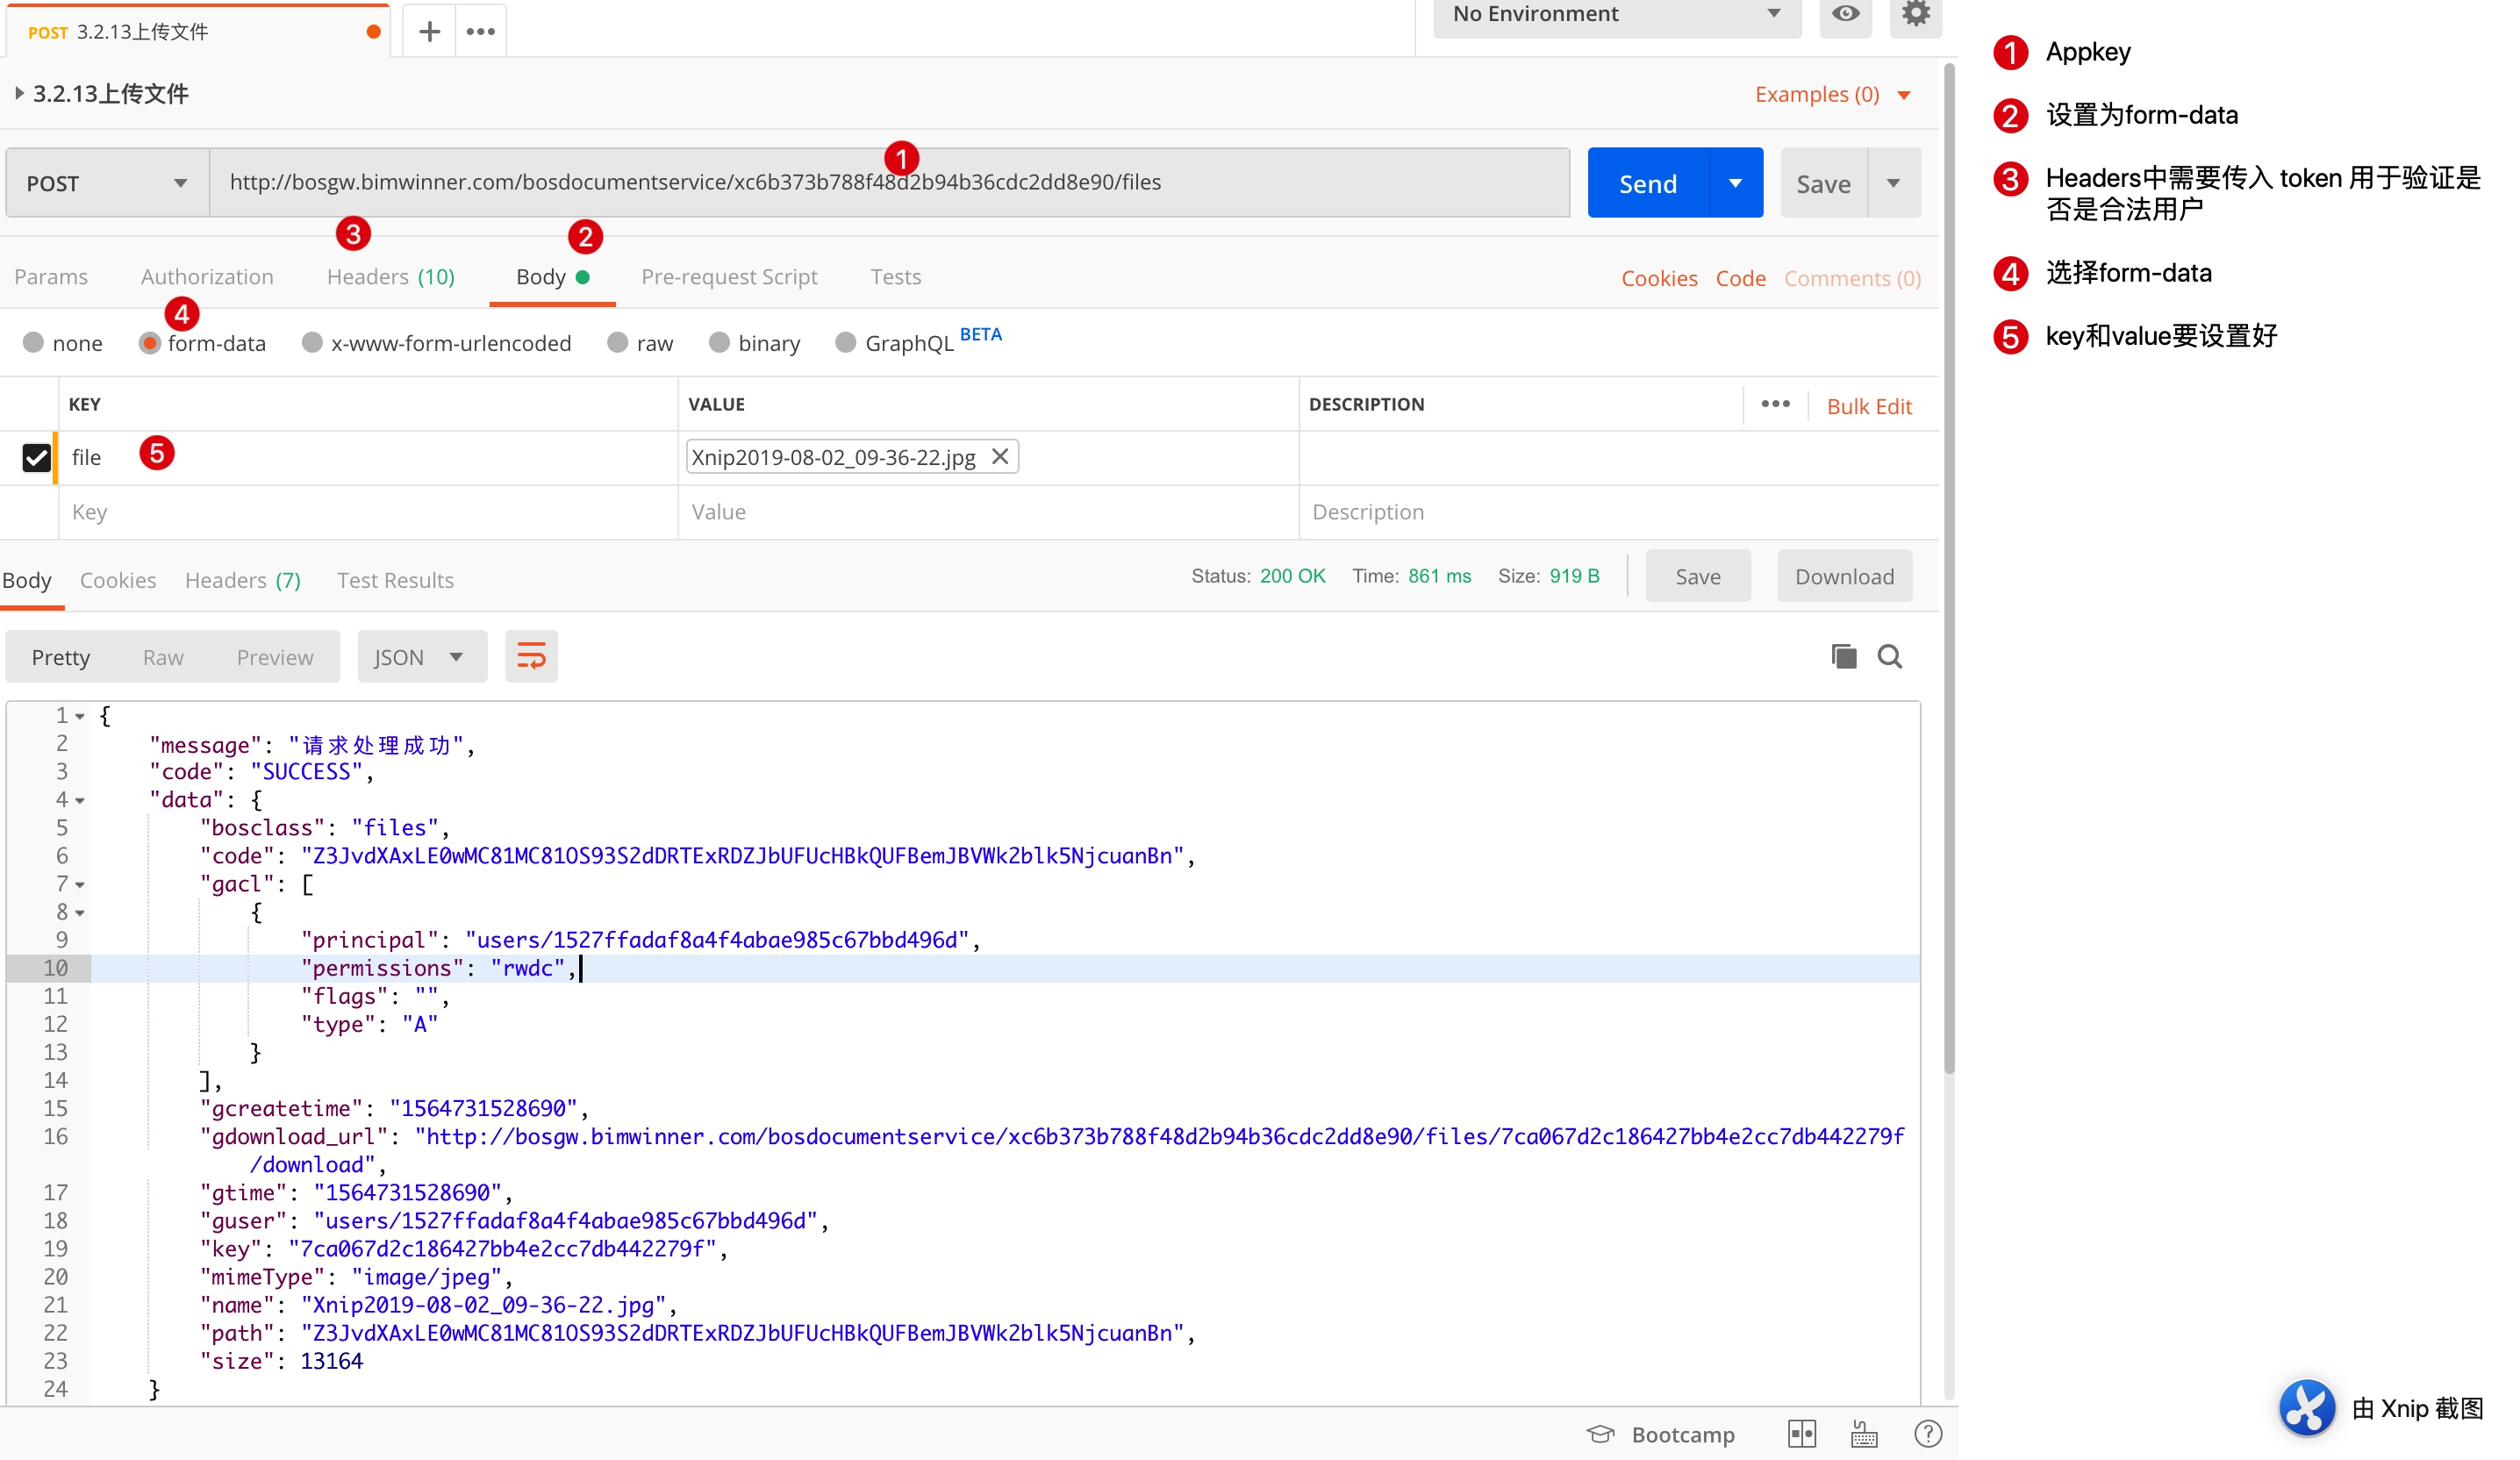 POST 3.2.13上传文件
No Environment
3.2.13上传文件
Examples (0)
1
POST
http://bosgw.bimwinner.com/bosdocumentservice/xc6b373b788f48d2b94b36cdc2dd8e90/files
Send
Save
3
2
Params Authorization Headers (10) Body Pre-request Script Tests Cookies Code Comments (0)
4
none form-data x-www-form-urlencoded raw binary GraphQL BETA
KEY VALUE DESCRIPTION Bulk Edit
file 5 Xnip2019-08-02_09-36-22.jpg
Key Value Description
Body Cookies Headers (7) Test Results Status: 200 OK Time: 861 ms Size: 919 B Save Download
Pretty Raw Preview JSON
1 {
2 "message": "请求处理成功",
3 "code": "SUCCESS",
4 "data": {
5 "bosclass": "files",
6 "code": "Z3JvdXAxLE0wMC81MC81OS93S2dDRTExRDZJbUFUcHBkQUFBemJBVWk2blk5NjcuanBn",
7 "gacl": [
8 {
9 "principal": "users/1527ffadaf8a4f4abae985c67bbd496d",
10 "permissions": "rwdc",
11 "flags": "",
12 "type": "A"
13 }
14 ],
15 "gcreatetime": "1564731528690",
16 "gdownload_url": "http://bosgw.bimwinner.com/bosdocumentservice/xc6b373b788f48d2b94b36cdc2dd8e90/files/7ca067d2c186427bb4e2cc7db442279f
/download",
17 "gtime": "1564731528690",
18 "guser": "users/1527ffadaf8a4f4abae985c67bbd496d",
19 "key": "7ca067d2c186427bb4e2cc7db442279f",
20 "mimeType": "image/jpeg",
21 "name": "Xnip2019-08-02_09-36-22.jpg",
22 "path": "Z3JvdXAxLE0wMC81MC81OS93S2dDRTExRDZJbUFUcHBkQUFBemJBVWk2blk5NjcuanBn",
23 "size": 13164
24 }
Bootcamp
1 Appkey
2 设置为form-data
3 Headers中需要传入 token 用于验证是
否是合法用户
4 选择form-data
5 key和value要设置好
由 Xnip 截图